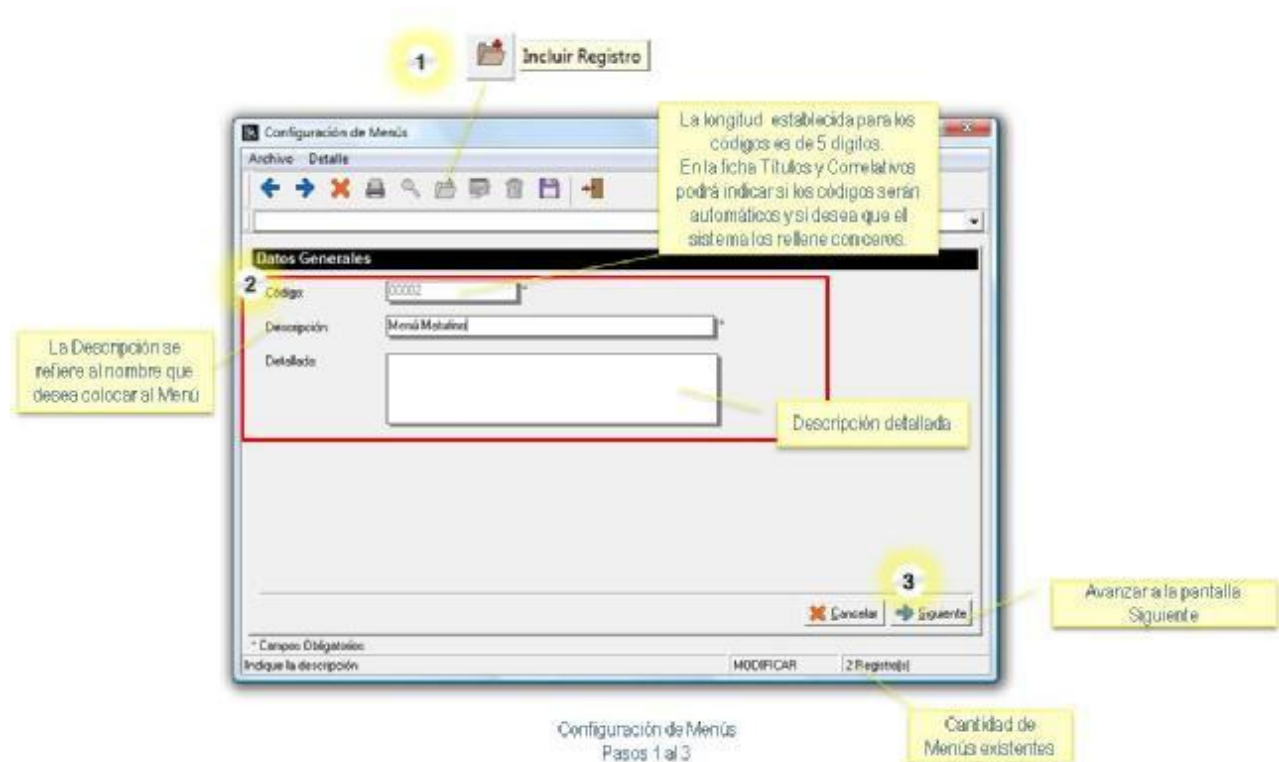 1
Incluir Registro
Configuración de Menús
Archivo Detalle
La longitud establecida para los
códigos es de 5 dígitos.
En la ficha Títulos y Correlativos
podrá indicar si los códigos serán
automáticos y si desea que el
sistema los rellene con ceros.
Datos Generales
2
Código
00002
*
Descripción
Menú Matutino
*
La Descripción se
refiere al nombre que
desea colocar al Menú
Detallada
Descripción detallada
3
Cancelar
Siguiente
Avanzar a la pantalla
Siguiente
* Campos Obligatorios
Indique la descripción
MODIFICAR
2 Registro(s)
Configuración de Menús
Pasos 1 al 3
Cantidad de
Menús existentes